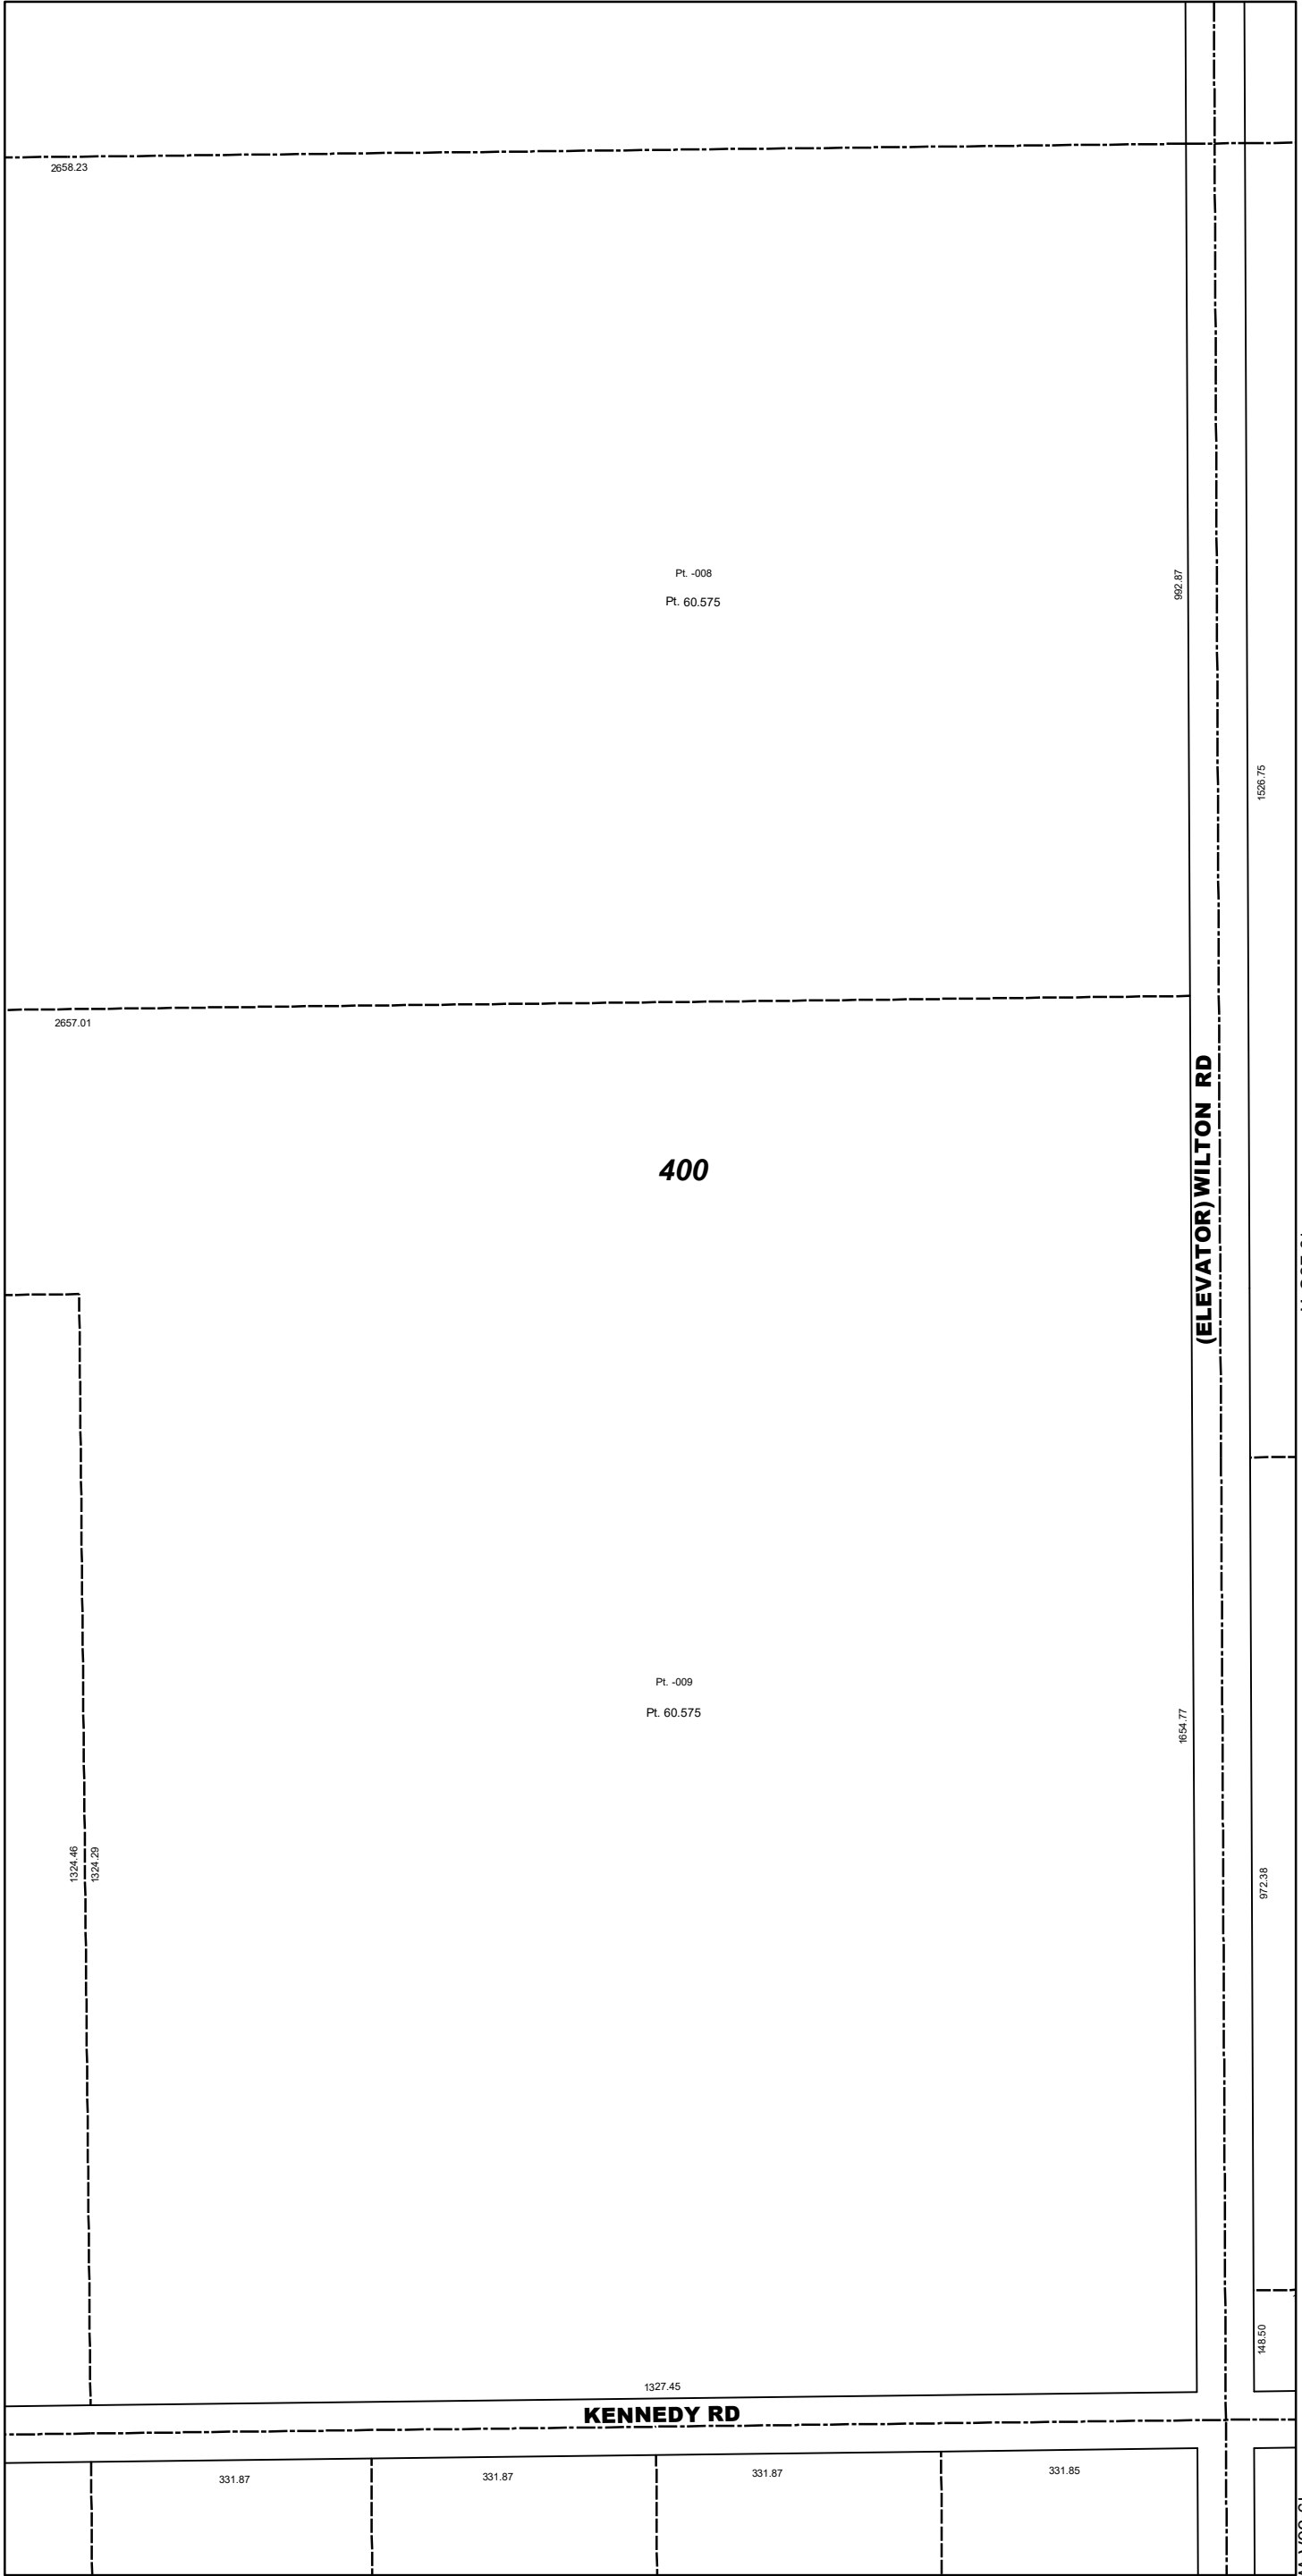 2658.23
Pt. -008
Pt. 60.575
992.87
1526.75
2657.01
400
(ELEVATOR) WILTON RD
Pt. -009
Pt. 60.575
1654.77
1324.46
1324.29
972.38
148.50
1327.45
KENNEDY RD
331.87
331.87
331.87
331.85